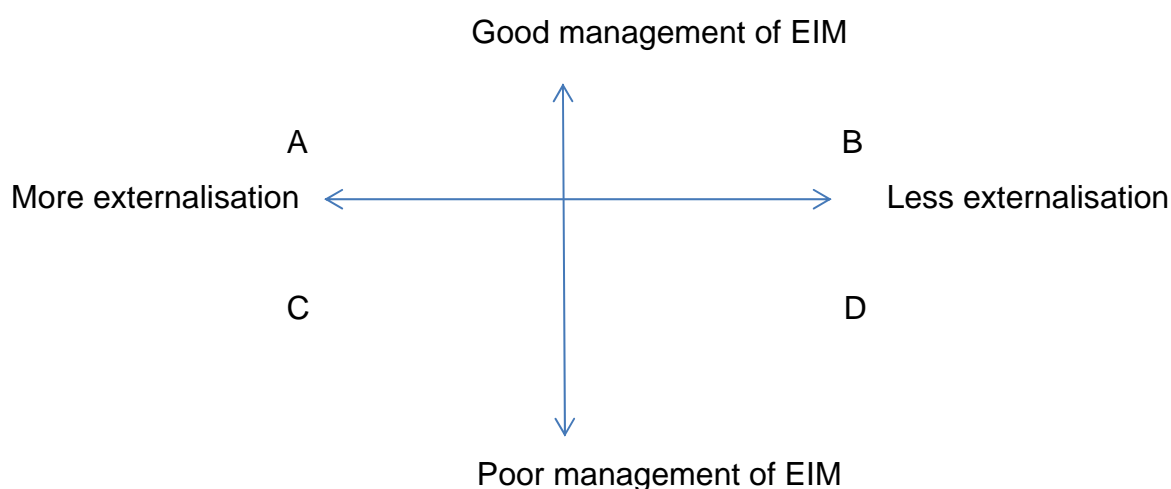 Good management of EIM
A
B
More externalisation
Less externalisation
C
D
Poor management of EIM